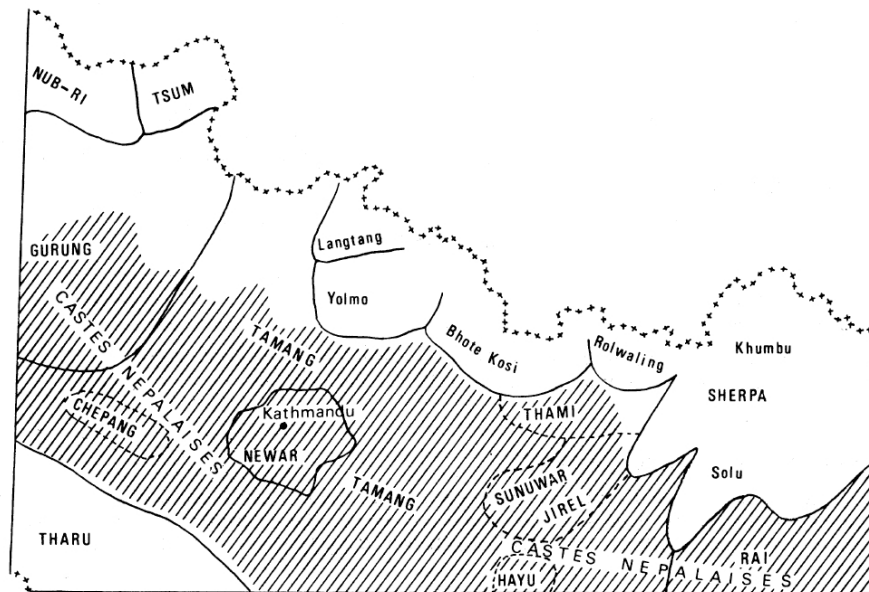 NUB-RI
TSUM
GURUNG
Langtang
Yolmo
CASTES NEPALAISES
TAMANG
Bhote Kosi
Rolwaling
Khumbu
SHERPA
CHEPANG
Kathmandu
NEWAR
THAMI
TAMANG
SUNUWAR
JIREL
Solu
THARU
CASTES NEPALAISES
HAYU
RAI